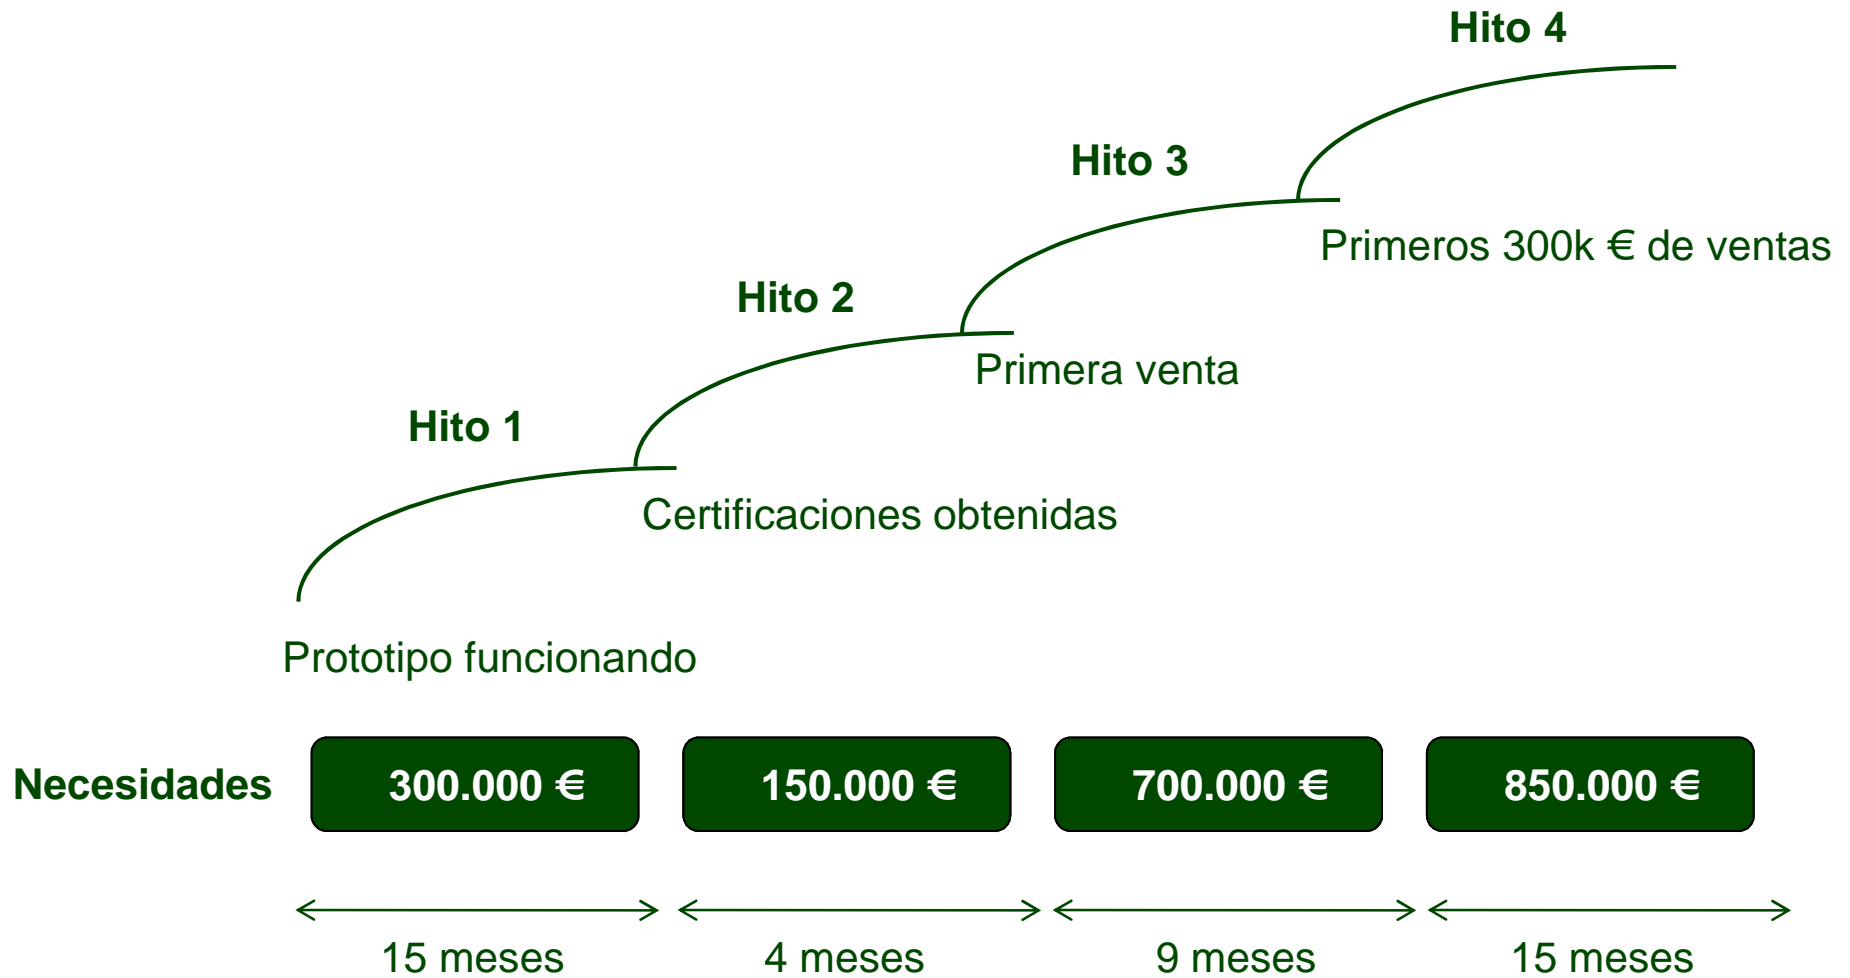 Hito 4
Hito 3
Primeros 300k € de ventas
Hito 2
Primera venta
Hito 1
Certificaciones obtenidas
Prototipo funcionando
Necesidades 300.000 € 150.000 € 700.000 € 850.000 €
15 meses 4 meses 9 meses 15 meses